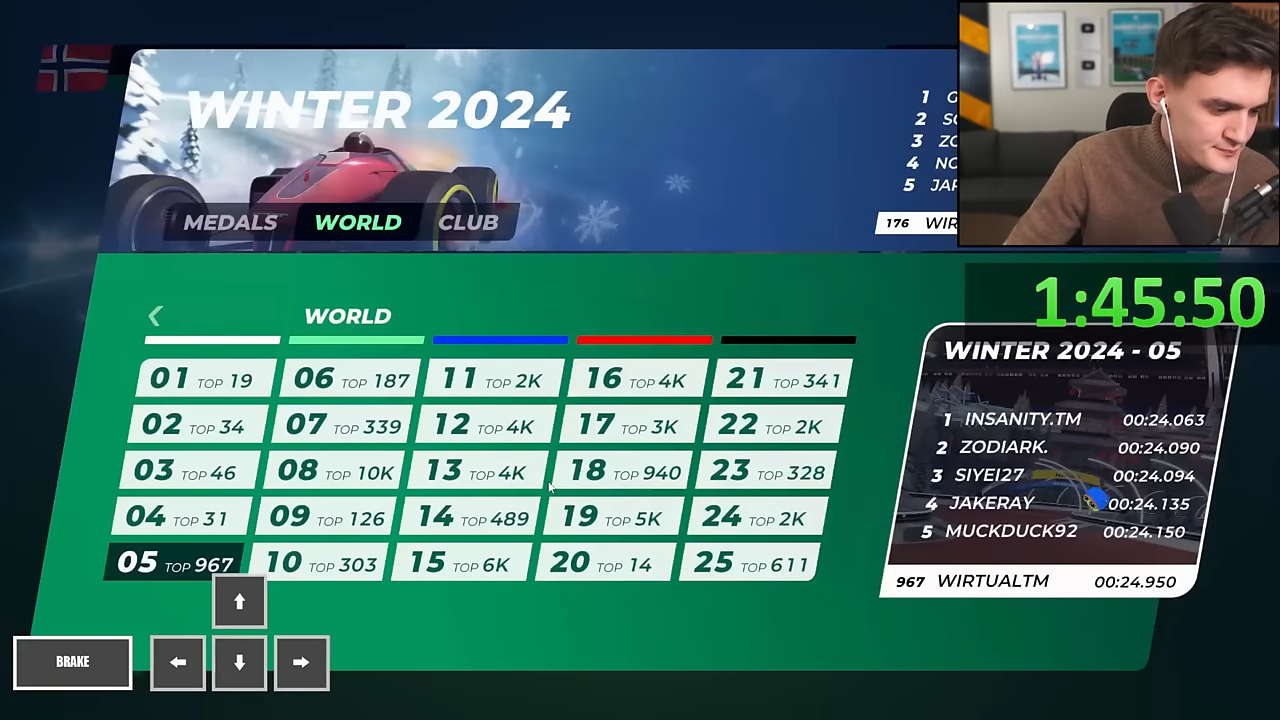 WINTER 2024
1 G
2 SC
3 ZO
4 NO
5 JAF
176 WIR
MEDALS WORLD CLUB
1:45:50
WORLD
01 TOP 19 06 TOP 187 11 TOP 2K 16 TOP 4K 21 TOP 341
02 TOP 34 07 TOP 339 12 TOP 4K 17 TOP 3K 22 TOP 2K
03 TOP 46 08 TOP 10K 13 TOP 4K 18 TOP 940 23 TOP 328
04 TOP 31 09 TOP 126 14 TOP 489 19 TOP 5K 24 TOP 2K
05 TOP 967 10 TOP 303 15 TOP 6K 20 TOP 14 25 TOP 611
WINTER 2024 - 05
1 INSANITY.TM 00:24.063
2 ZODIARK. 00:24.090
3 SIYEI27 00:24.094
4 JAKERAY 00:24.135
5 MUCKDUCK92 00:24.150
967 WIRTUALTM 00:24.950
BRAKE